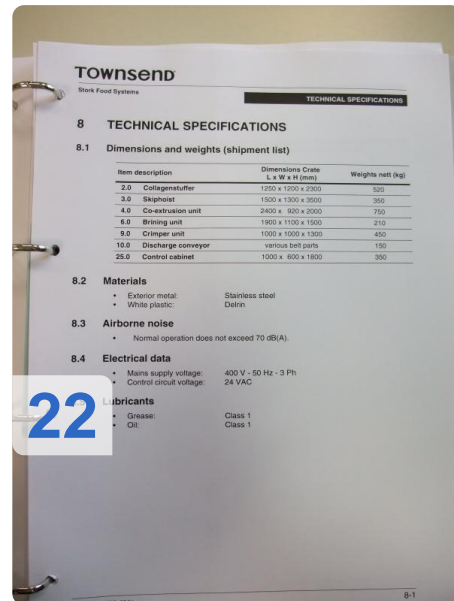 Townsend
Stork Food Systems
TECHNICAL SPECIFICATIONS
8 TECHNICAL SPECIFICATIONS
8.1 Dimensions and weights (shipment list)
Item description Dimensions Crate L x W x H (mm) Weights nett (kg)
2.0 Collagenstuffer 1250 x 1200 x 2300 520
3.0 Skiphoist 1500 x 1300 x 3500 350
4.0 Co-extrusion unit 2400 x 920 x 2000 750
6.0 Brining unit 1900 x 1100 x 1500 210
9.0 Crimper unit 1000 x 1000 x 1300 450
10.0 Discharge conveyor various belt parts 150
25.0 Control cabinet 1000 x 600 x 1800 350
8.2 Materials
• Exterior metal: Stainless steel
• White plastic: Delrin
8.3 Airborne noise
• Normal operation does not exceed 70 dB(A).
8.4 Electrical data
• Mains supply voltage: 400 V - 50 Hz - 3 Ph
• Control circuit voltage: 24 VAC
Lubricants
• Grease: Class 1
• Oil: Class 1
22
8-1